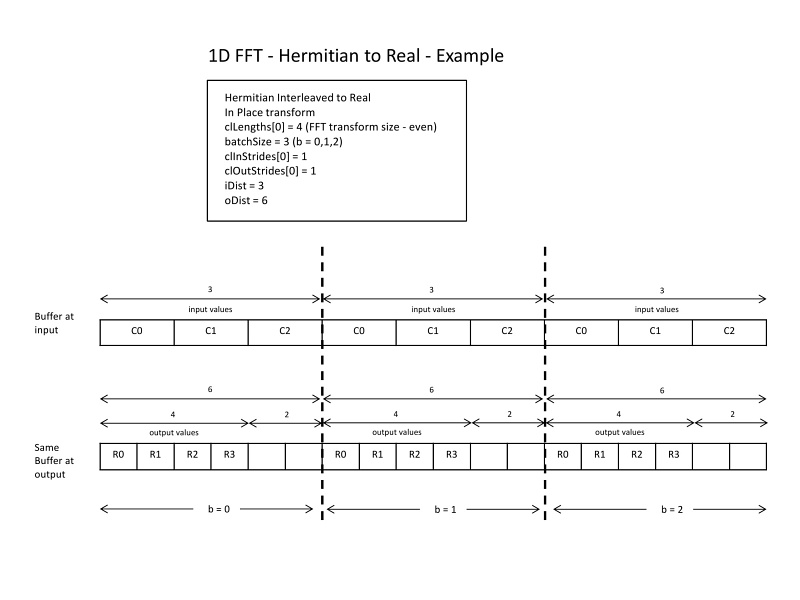 1D FFT - Hermitian to Real - Example
Hermitian Interleaved to Real
In Place transform
clLengths[0] = 4 (FFT transform size - even)
batchSize = 3 (b = 0,1,2)
clInStrides[0] = 1
clOutStrides[0] = 1
iDist = 3
oDist = 6
3 3 3
input values input values input values
Buffer at
input
C0 C1 C2 C0 C1 C2 C0 C1 C2
6 6 6
4 2 4 2 4 2
output values output values output values
Same
Buffer at
output
R0 R1 R2 R3 R0 R1 R2 R3 R0 R1 R2 R3
b = 0 b = 1 b = 2